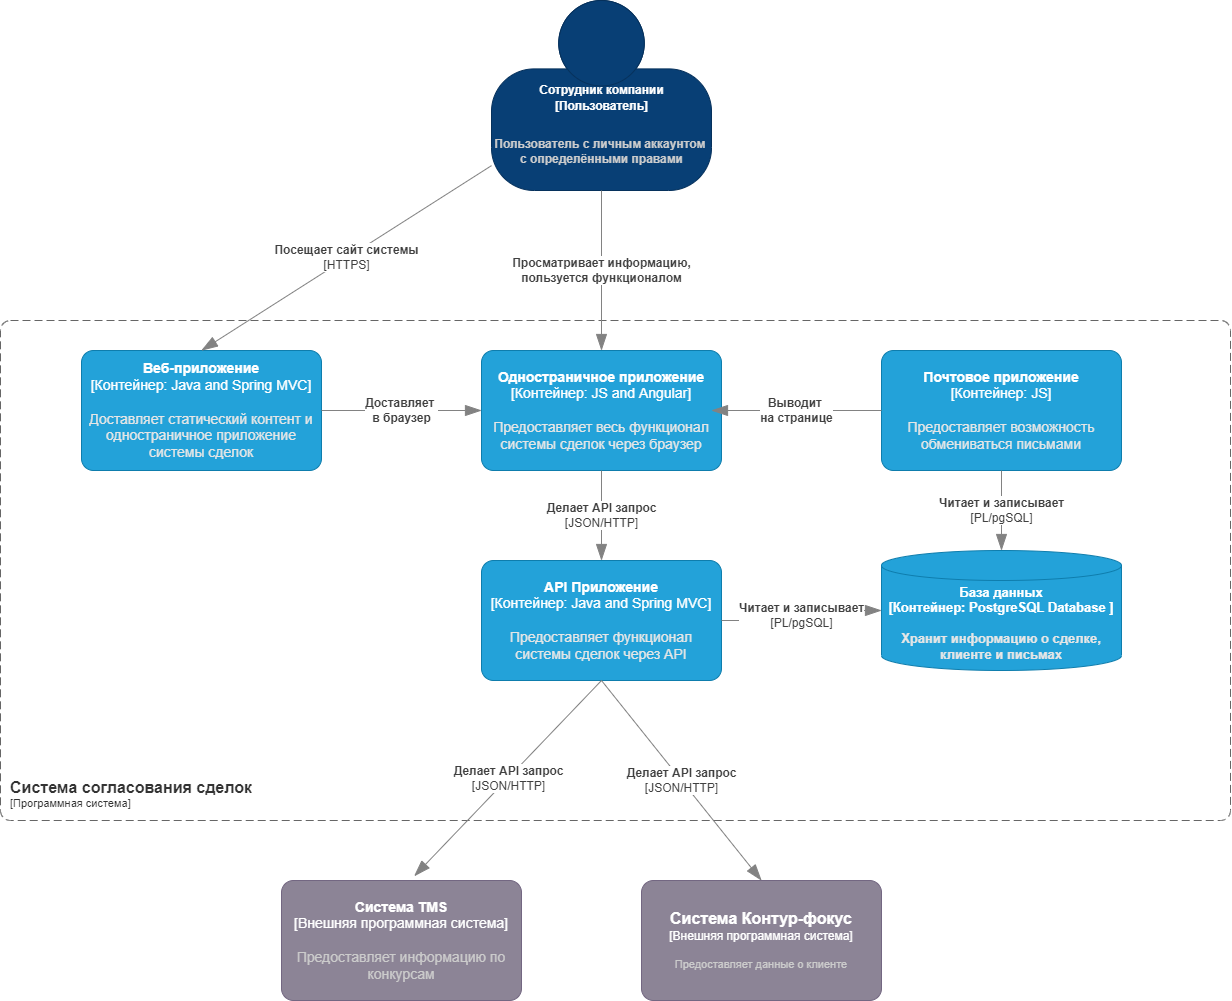 Сотрудник компании
[Пользователь]
Пользователь с личным аккаунтом
с определёнными правами
Посещает сайт системы
[HTTPS]
Просматривает информацию,
пользуется функционалом
Веб-приложение
[Контейнер: Java and Spring MVC]
Доставляет статический контент и
одностраничное приложение
системы сделок
Доставляет
в браузер
Одностраничное приложение
[Контейнер: JS and Angular]
Предоставляет весь функционал
системы сделок через браузер
Выводит
на странице
Почтовое приложение
[Контейнер: JS]
Предоставляет возможность
обмениваться письмами
Делает API запрос
[JSON/HTTP]
Читает и записывает
[PL/pgSQL]
API Приложение
[Контейнер: Java and Spring MVC]
Предоставляет функционал
системы сделок через API
Читает и записывает
[PL/pgSQL]
База данных
[Контейнер: PostgreSQL Database ]
Хранит информацию о сделке,
клиенте и письмах
Делает API запрос
[JSON/HTTP]
Делает API запрос
[JSON/HTTP]
Система согласования сделок
[Программная система]
Система TMS
[Внешняя программная система]
Предоставляет информацию по
конкурсам
Система Контур-фокус
[Внешняя программная система]
Предоставляет данные о клиенте